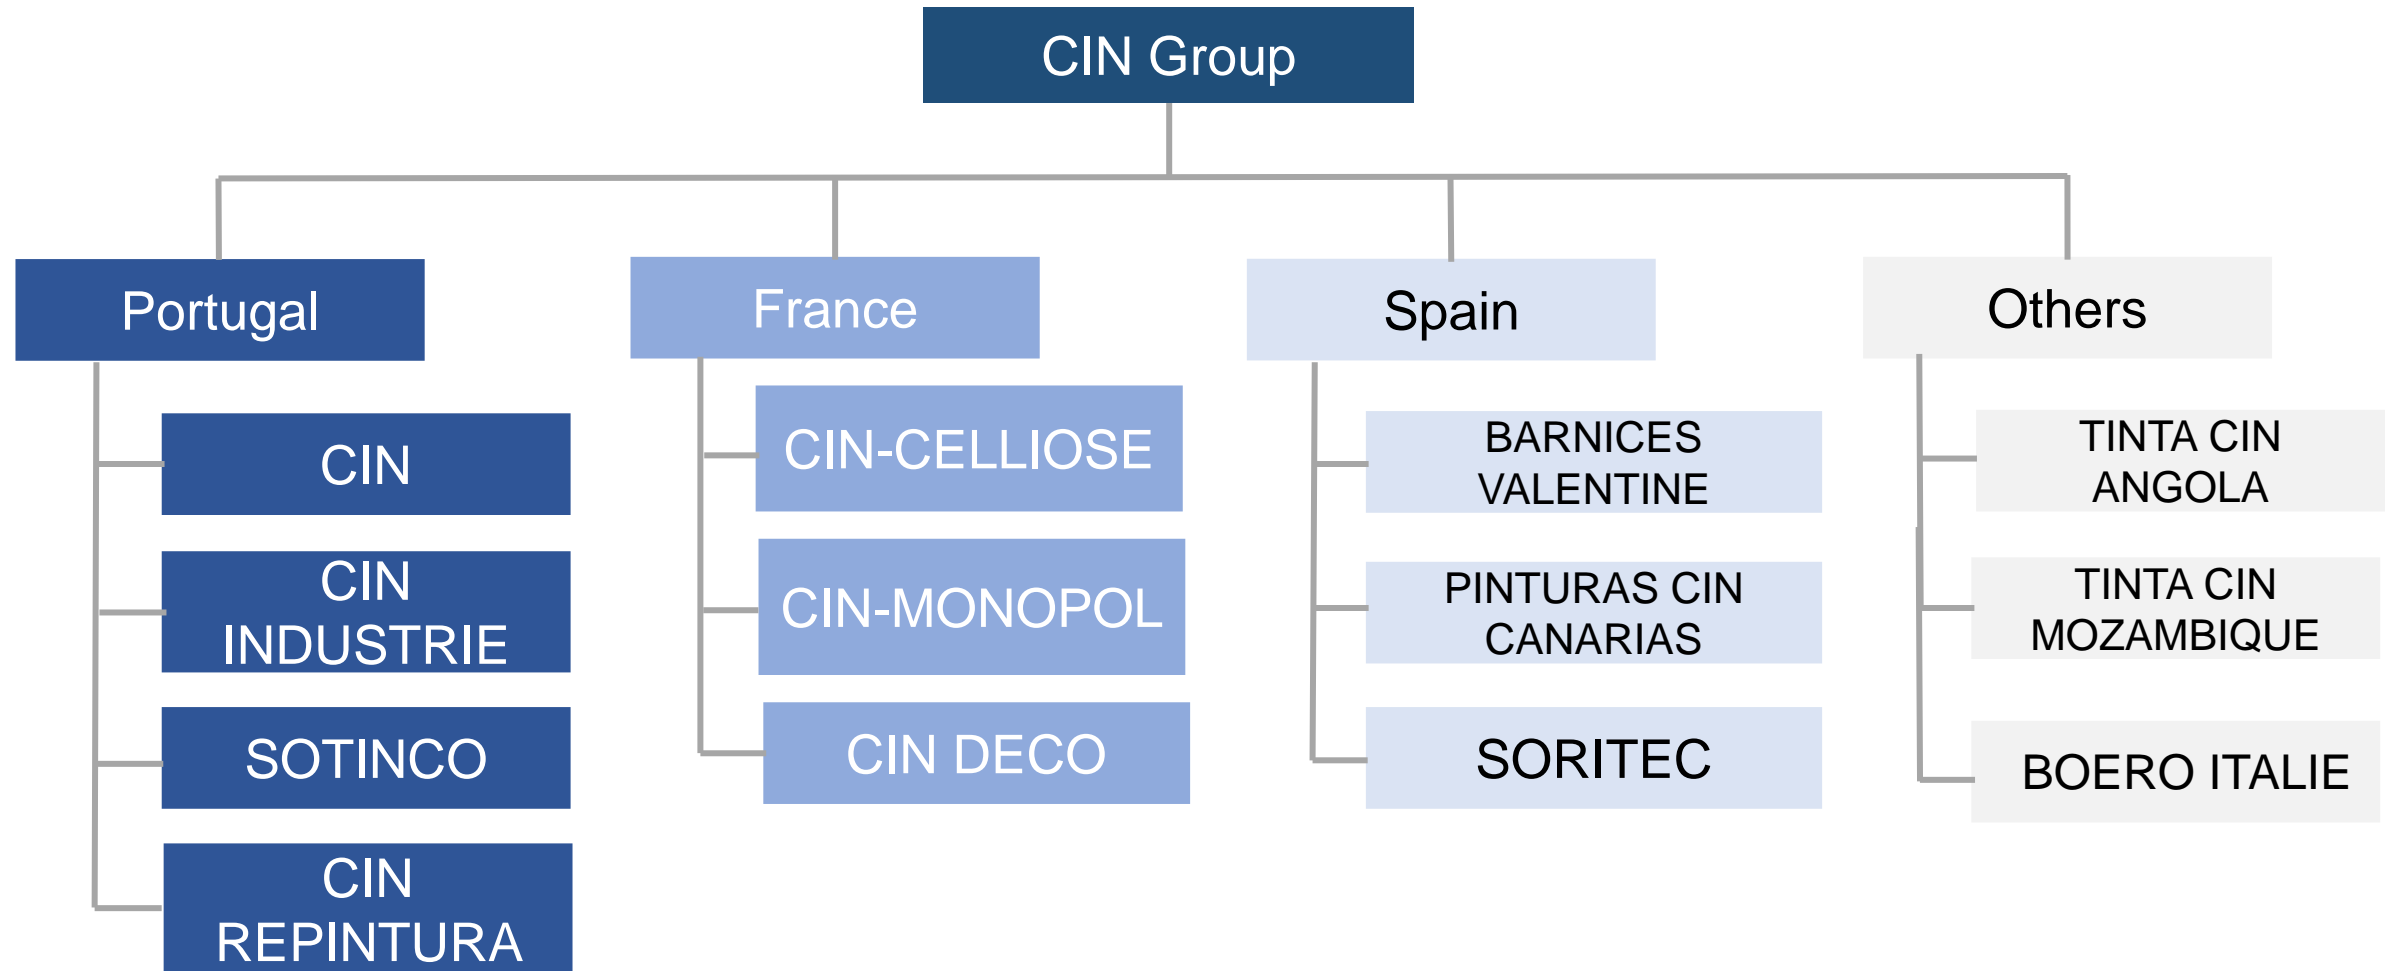 CIN Group
Portugal
CIN
CIN
INDUSTRIE
SOTINCO
CIN
REPINTURA
France
CIN-CELLIOSE
CIN-MONOPOL
CIN DECO
Spain
BARNICES
VALENTINE
PINTURAS CIN
CANARIAS
SORITEC
Others
TINTA CIN
ANGOLA
TINTA CIN
MOZAMBIQUE
BOERO ITALIE